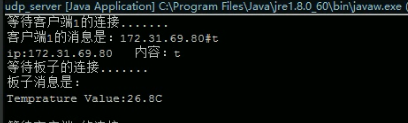 udp_server [Java Application] C:\Program Files\Java\jre1.8.0_60\bin\javaw.exe (
等待客户端1的连接.......
客户端1的消息是：172.31.69.80#t
ip:172.31.69.80 内容：t
等待板子的连接.......
板子消息是：
Temprature Value:26.8C